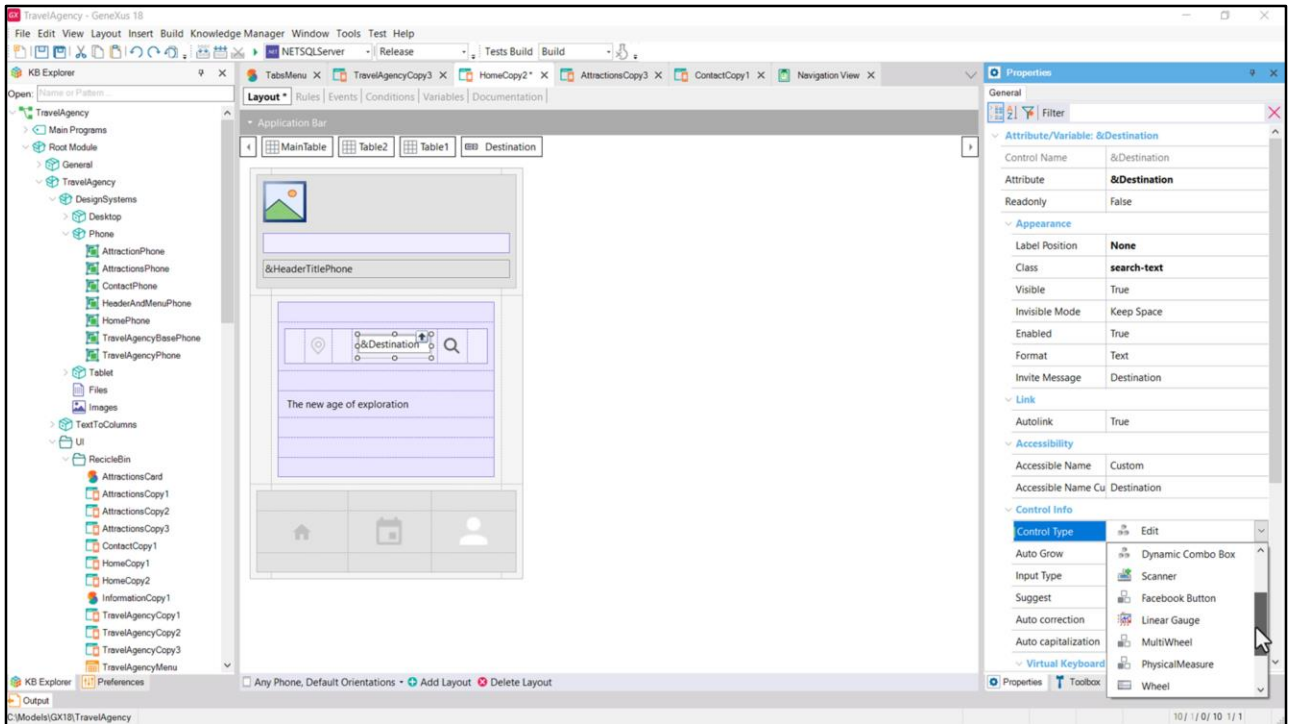 GX TravelAgency - GeneXus 18
File Edit View Layout Insert Build Knowledge Manager Window Tools Test Help
NETSQLServer Release Tests Build Build
KB Explorer
Open: Name or Pattern...
TravelAgency
Main Programs
Root Module
General
TravelAgency
DesignSystems
Desktop
Phone
AttractionPhone
AttractionsPhone
ContactPhone
HeaderAndMenuPhone
HomePhone
TravelAgencyBasePhone
TravelAgencyPhone
Tablet
Files
Images
TextToColumns
UI
RecicleBin
AttractionsCard
AttractionsCopy1
AttractionsCopy2
AttractionsCopy3
ContactCopy1
HomeCopy1
HomeCopy2
InformationCopy1
TravelAgencyCopy1
TravelAgencyCopy2
TravelAgencyCopy3
TravelAgencyMenu
KB Explorer Preferences
TabsMenu X TravelAgencyCopy3 X HomeCopy2* X AttractionsCopy3 X ContactCopy1 X Navigation View X
Layout * | Rules | Events | Conditions | Variables | Documentation |
Application Bar
MainTable Table2 Table1 Destination
&HeaderTitlePhone
&Destination
The new age of exploration
Any Phone, Default Orientations Add Layout Delete Layout
Properties
General
Filter
Attribute/Variable: &Destination
Control Name &Destination
Attribute &Destination
Readonly False
Appearance
Label Position None
Class search-text
Visible True
Invisible Mode Keep Space
Enabled True
Format Text
Invite Message Destination
Link
Autolink True
Accessibility
Accessible Name Custom
Accessible Name Cu Destination
Control Info
Control Type Edit
Auto Grow
Input Type
Suggest
Auto correction
Auto capitalization
Virtual Keyboard
Dynamic Combo Box
Scanner
Facebook Button
Linear Gauge
MultiWheel
PhysicalMeasure
Wheel
Properties Toolbox
Output
C:\Models\GX18\TravelAgency
10/ 1/ 0/ 10 1/ 1